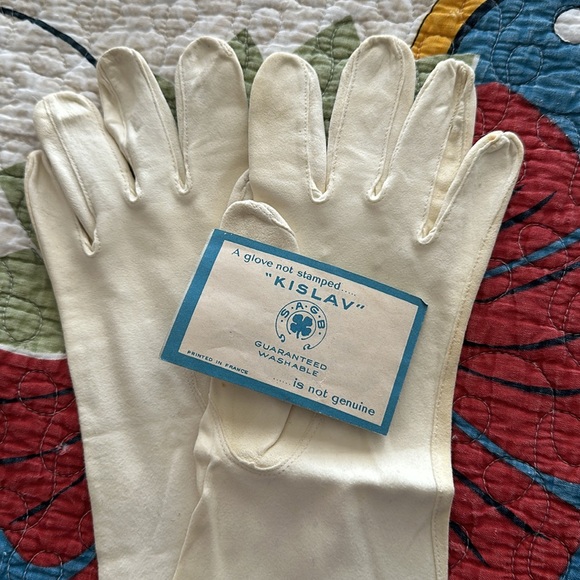 A glove not stamped.....
"KISLAV"
S.A.G.B
GUARANTEED
WASHABLE
PRINTED IN FRANCE
......is not genuine